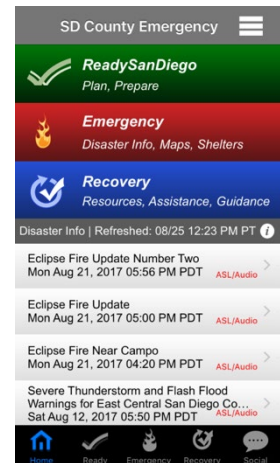 SD County Emergency
ReadySanDiego
Plan, Prepare
Emergency
Disaster Info, Maps, Shelters
Recovery
Resources, Assistance, Guidance
Disaster Info | Refreshed: 08/25 12:23 PM PT i
Eclipse Fire Update Number Two
Mon Aug 21, 2017 05:56 PM PDT ASL/Audio
Eclipse Fire Update
Mon Aug 21, 2017 05:00 PM PDT ASL/Audio
Eclipse Fire Near Campo
Mon Aug 21, 2017 04:20 PM PDT ASL/Audio
Severe Thunderstorm and Flash Flood
Warnings for East Central San Diego Co...
Sat Aug 12, 2017 05:50 PM PDT ASL/Audio
Home Ready Emergency Recovery Social